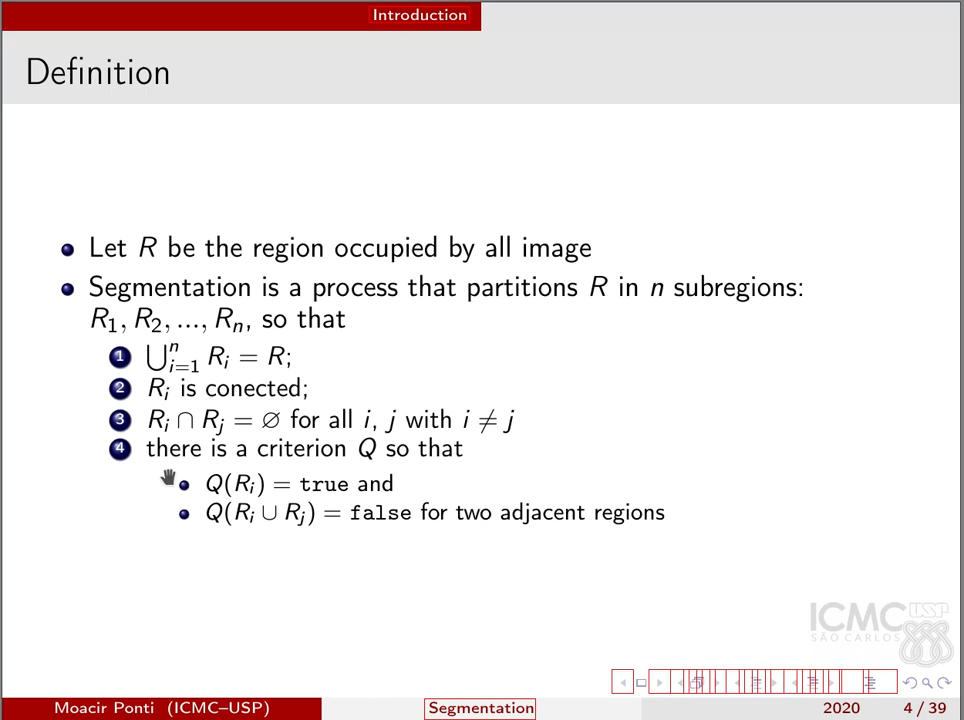 Introduction
Definition
Let R be the region occupied by all image
Segmentation is a process that partitions R in n subregions:
R₁, R₂, ..., Rₙ, so that
1 ⋃ⁿᵢ₌₁ Rᵢ = R;
2 Rᵢ is conected;
3 Rᵢ ∩ Rⱼ = ∅ for all i, j with i ≠ j
4 there is a criterion Q so that
Q(Rᵢ) = true and
Q(Rᵢ ∪ Rⱼ) = false for two adjacent regions
ICMC USP
SÃO CARLOS
Moacir Ponti (ICMC–USP) Segmentation 2020 4 / 39